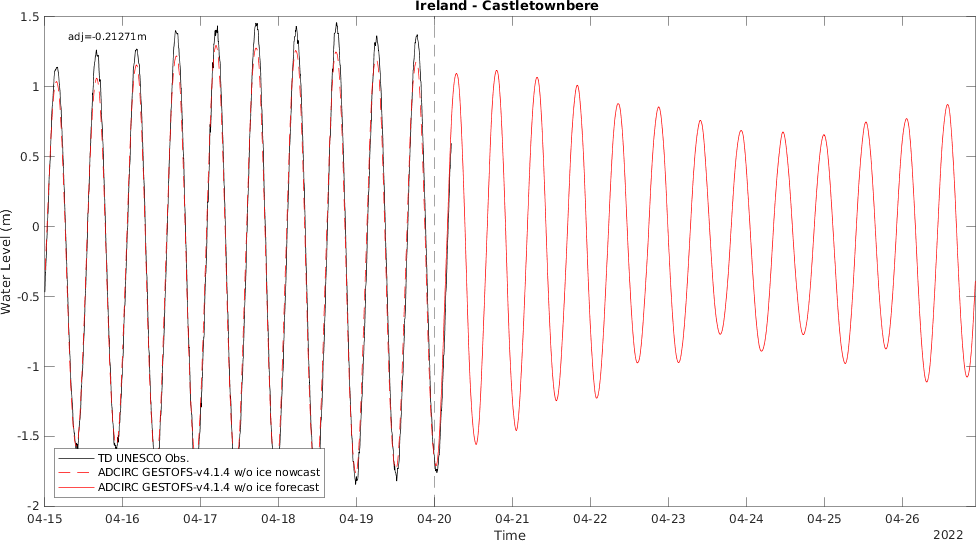 Ireland - Castletownbere
adj=-0.21271m
Water Level (m)
1.5
1
0.5
0
-0.5
-1
-1.5
-2
TD UNESCO Obs.
ADCIRC GESTOFS-v4.1.4 w/o ice nowcast
ADCIRC GESTOFS-v4.1.4 w/o ice forecast
04-15 04-16 04-17 04-18 04-19 04-20 04-21 04-22 04-23 04-24 04-25 04-26
Time
2022